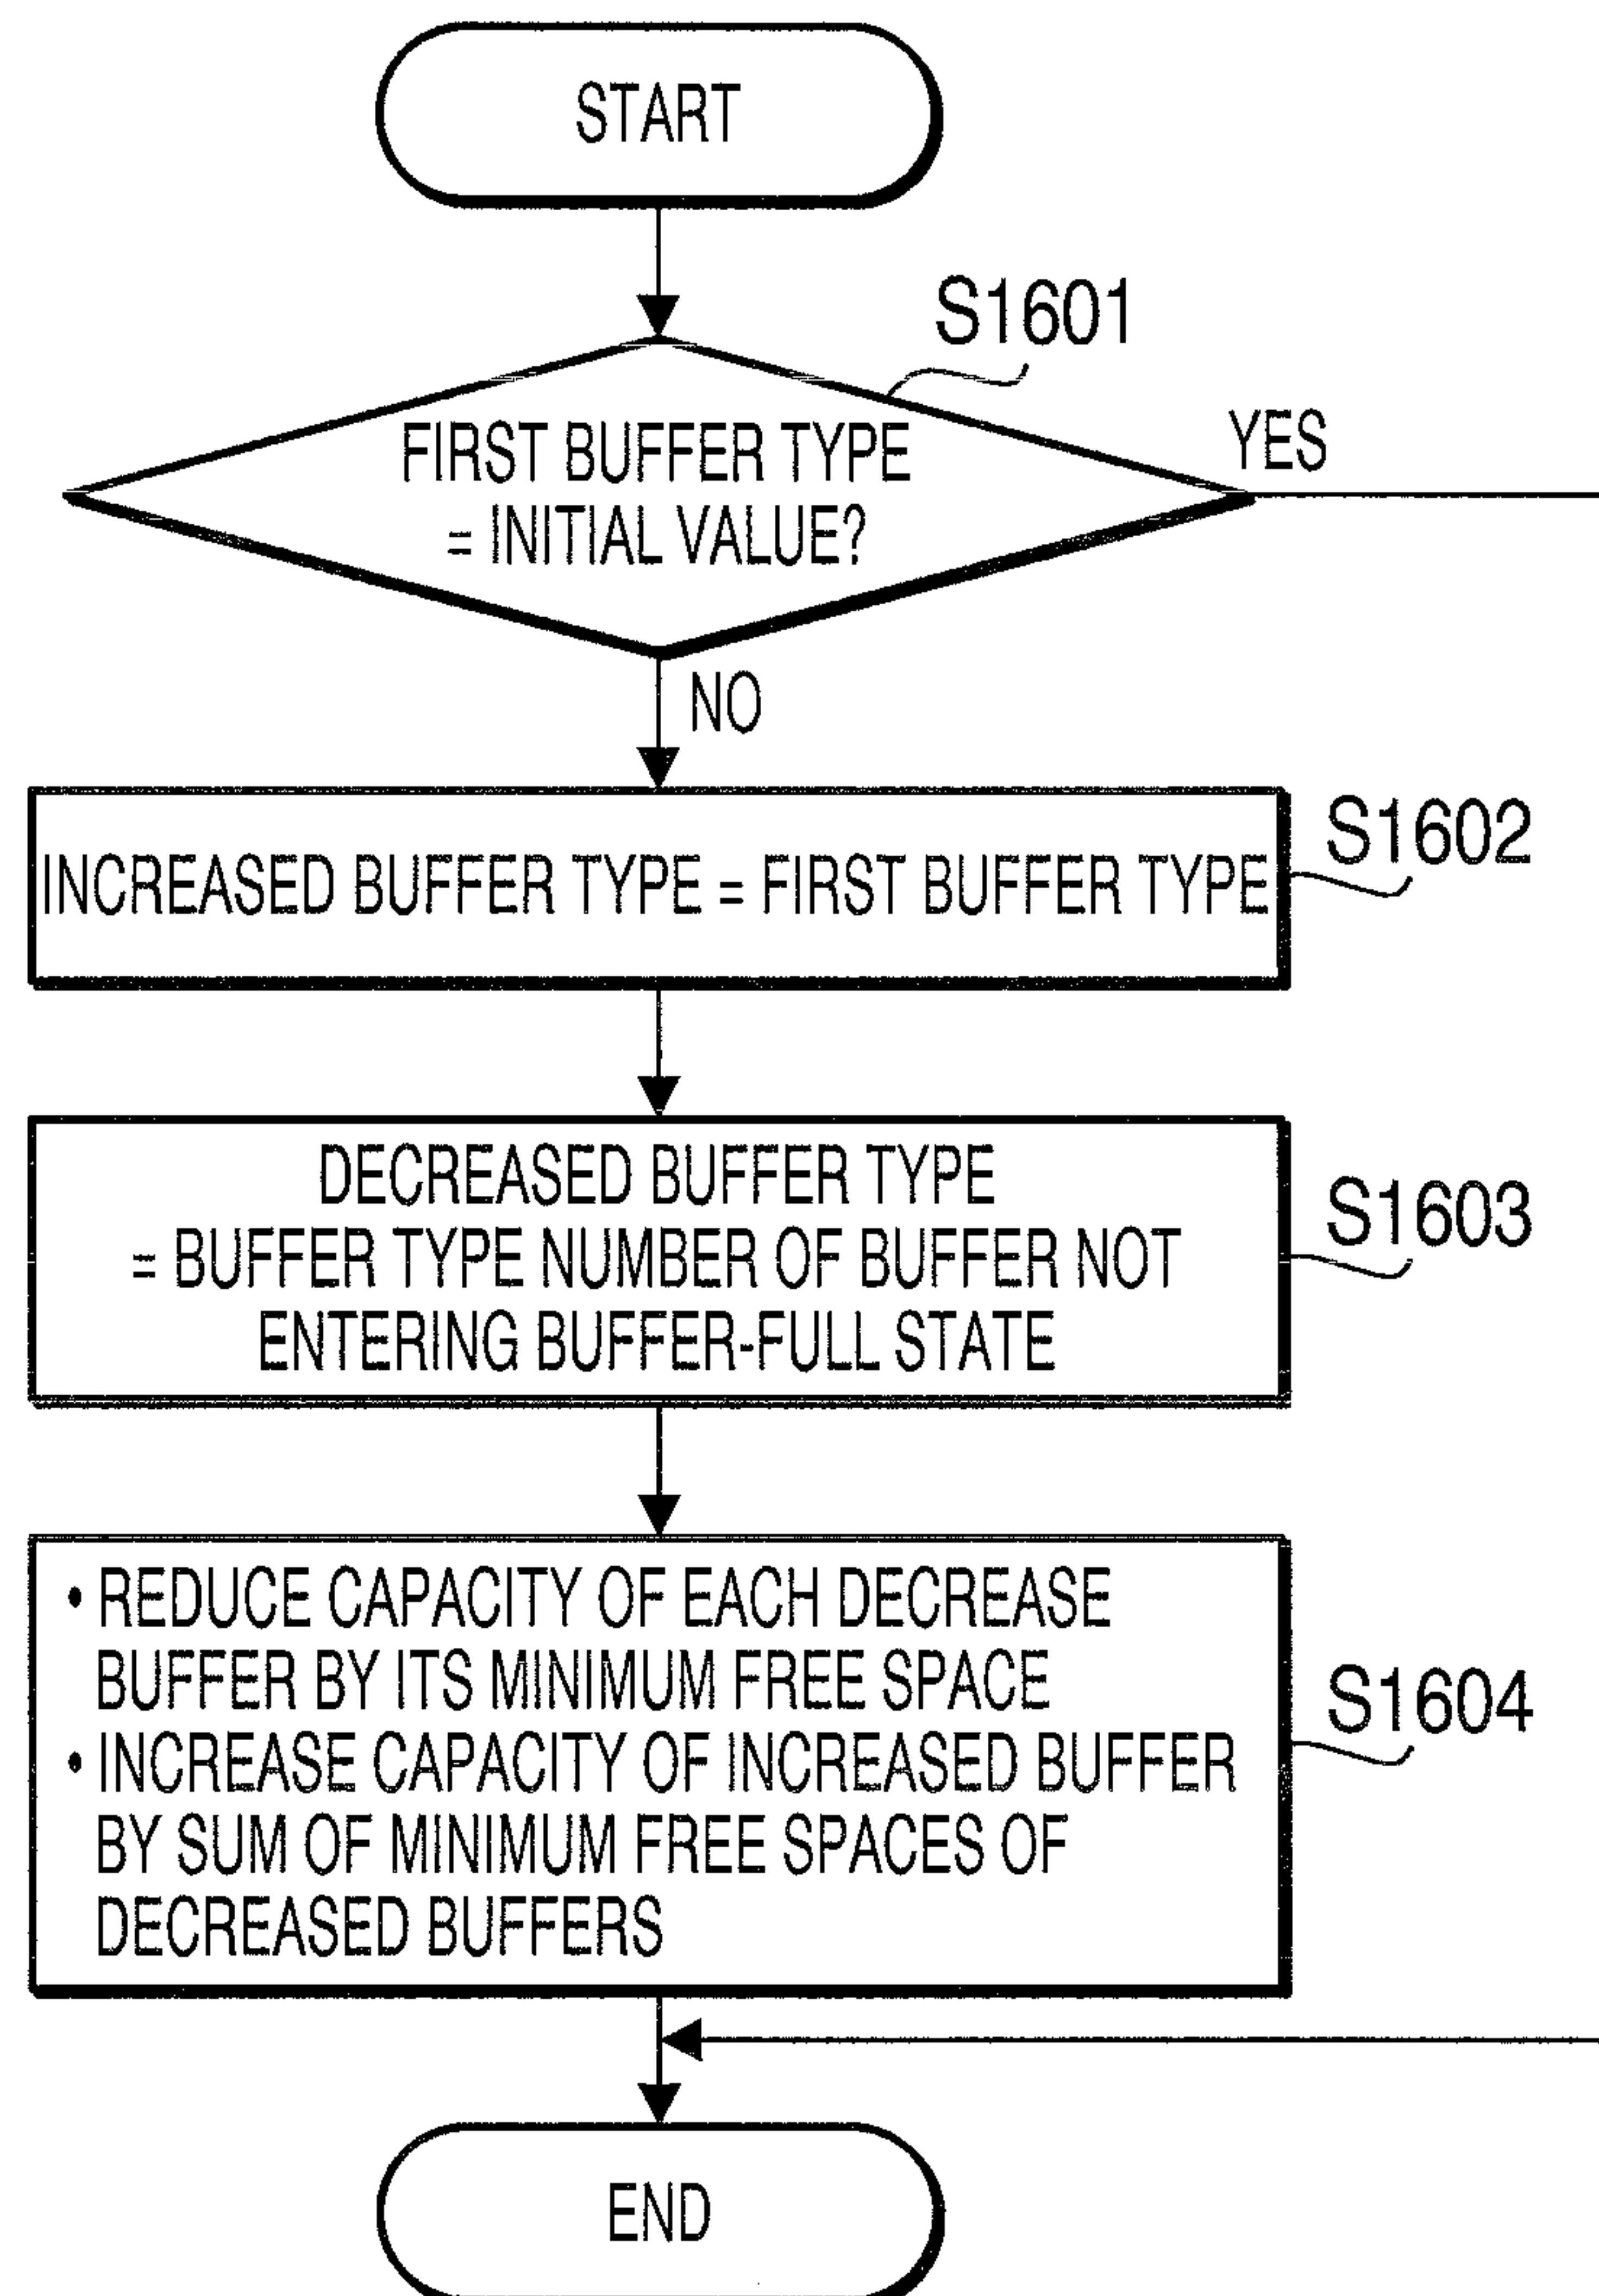 START
S1601
FIRST BUFFER TYPE
= INITIAL VALUE?
YES
NO
INCREASED BUFFER TYPE = FIRST BUFFER TYPE
S1602
DECREASED BUFFER TYPE
= BUFFER TYPE NUMBER OF BUFFER NOT
ENTERING BUFFER-FULL STATE
S1603
• REDUCE CAPACITY OF EACH DECREASE
BUFFER BY ITS MINIMUM FREE SPACE
• INCREASE CAPACITY OF INCREASED BUFFER
BY SUM OF MINIMUM FREE SPACES OF
DECREASED BUFFERS
S1604
END